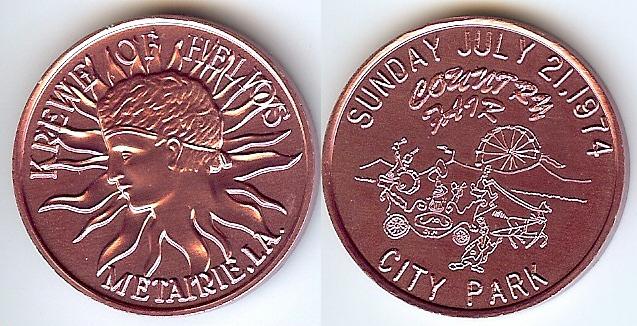 KREWE OF HELIOS
METAIRIE, LA.
SUNDAY JULY 21, 1974
COUNTRY
FAIR
CITY PARK